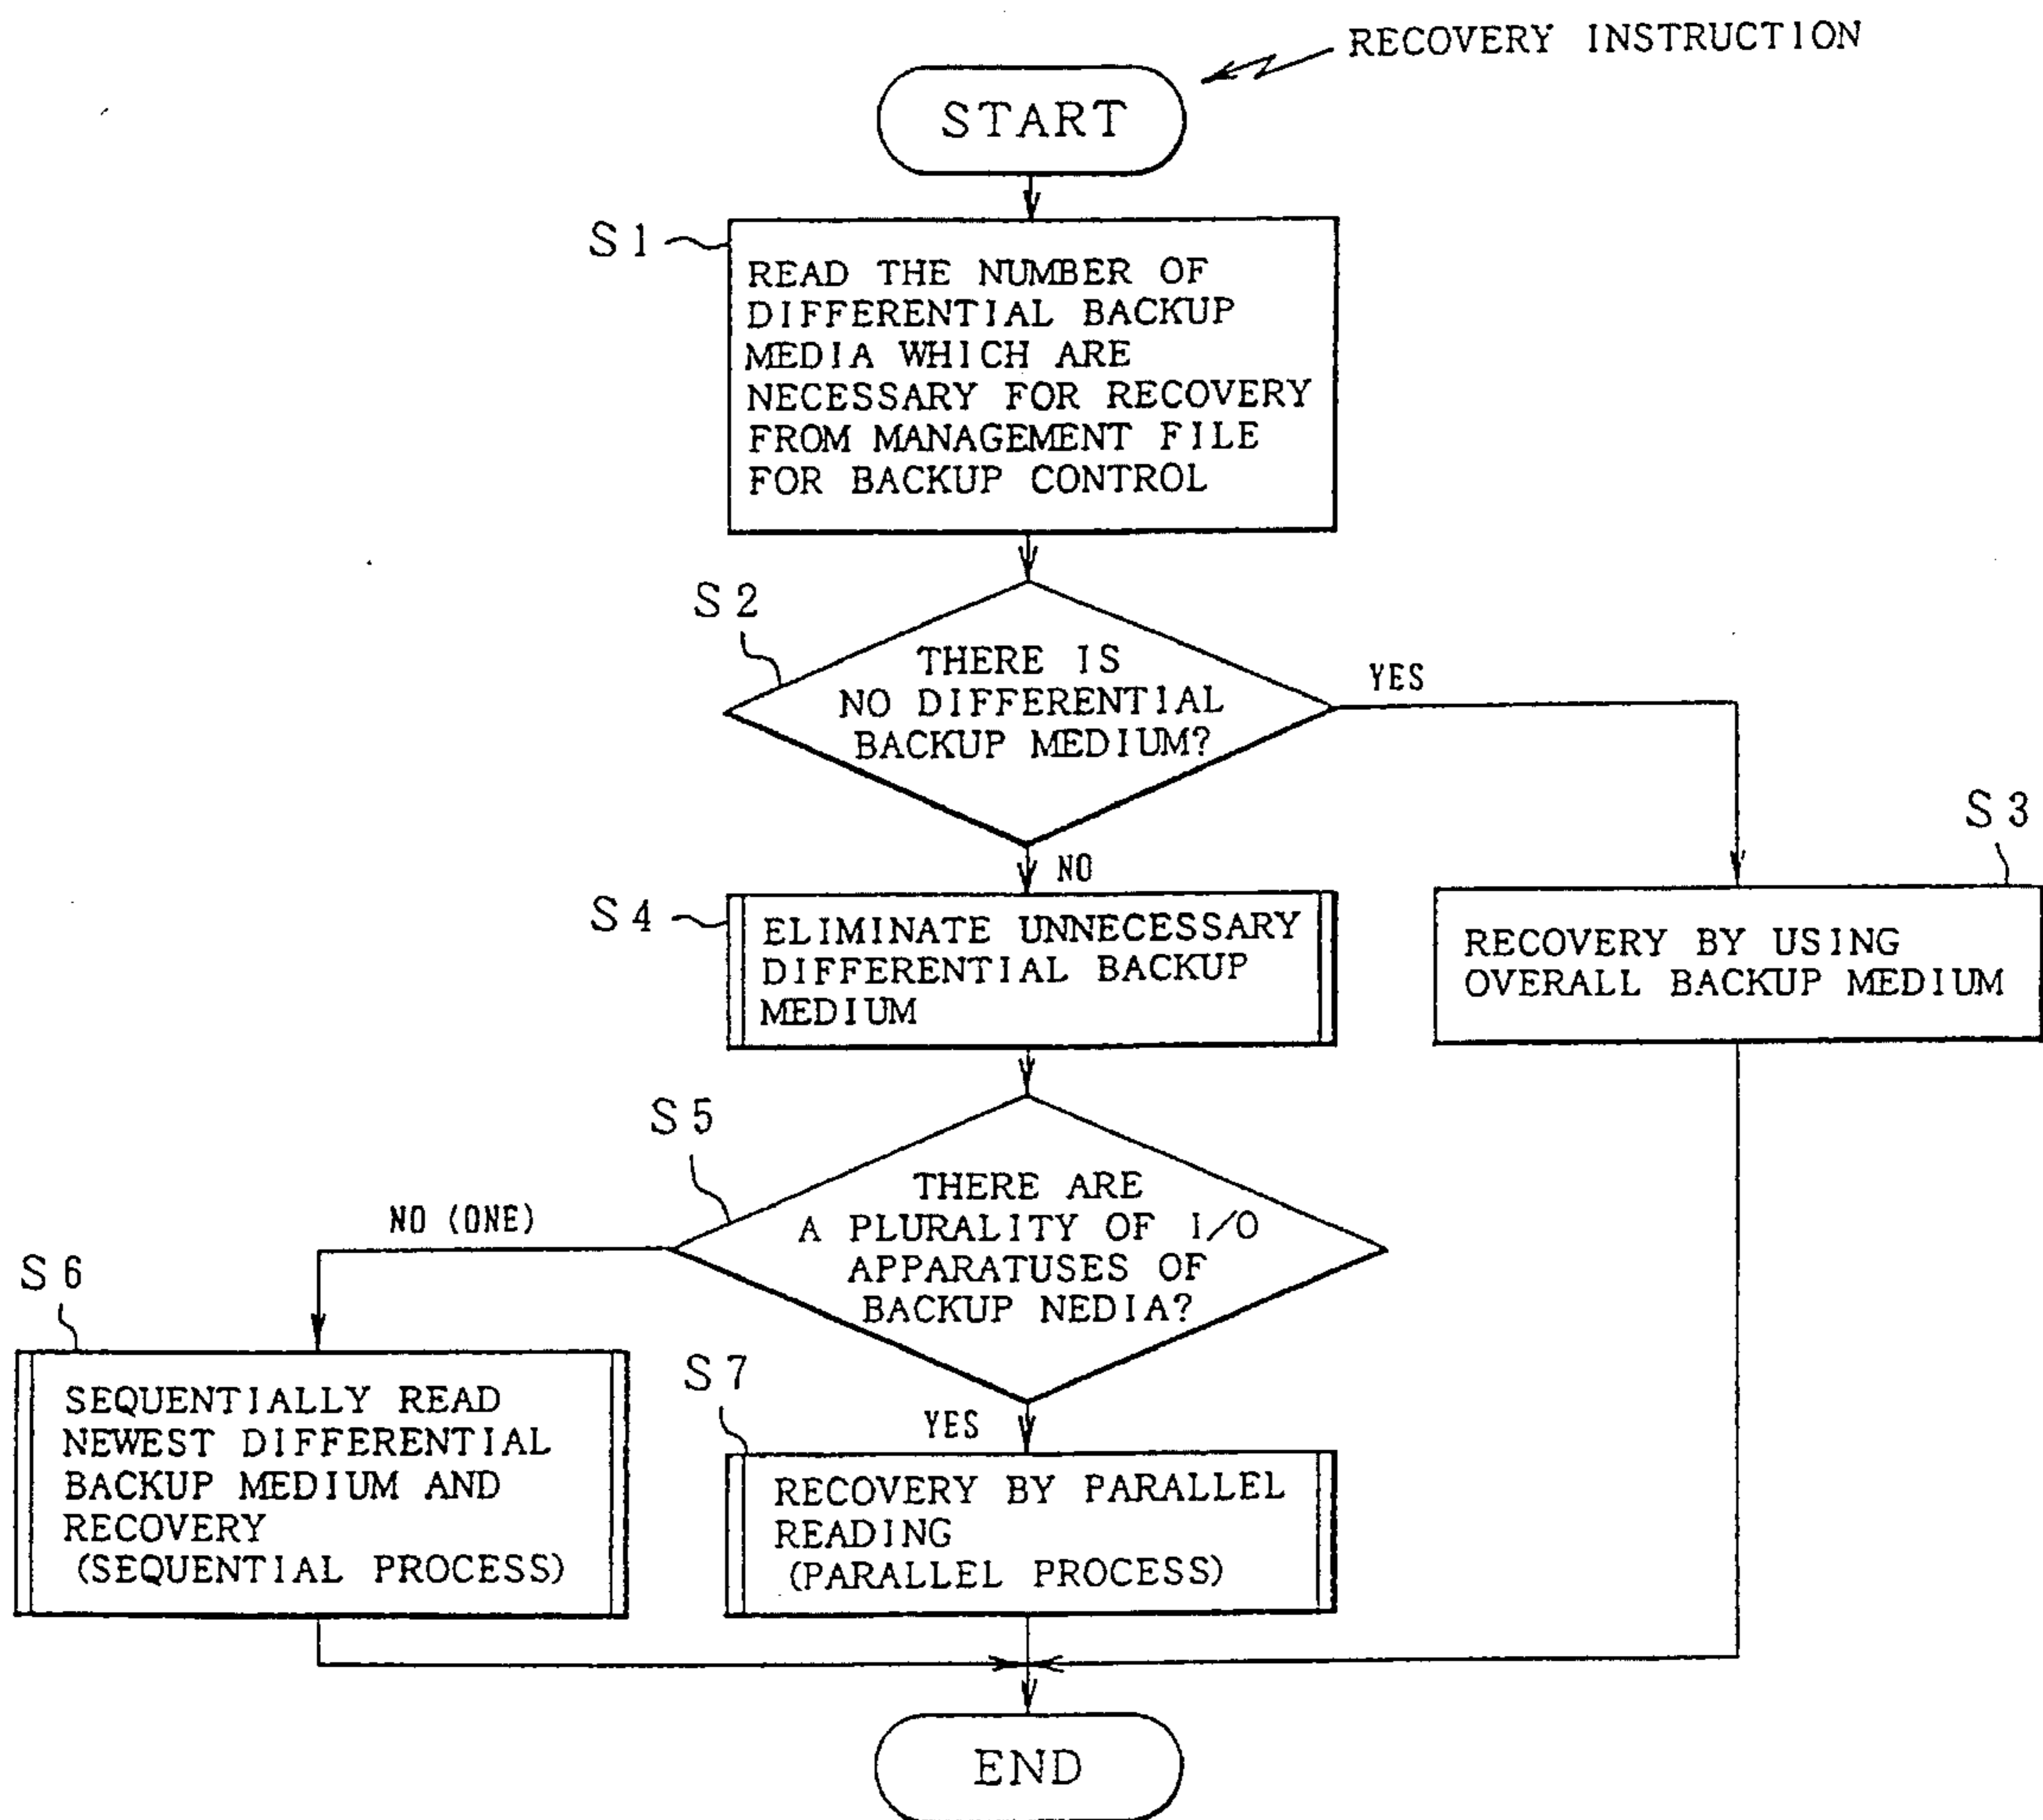 RECOVERY INSTRUCTION
START
S1
READ THE NUMBER OF
DIFFERENTIAL BACKUP
MEDIA WHICH ARE
NECESSARY FOR RECOVERY
FROM MANAGEMENT FILE
FOR BACKUP CONTROL
S2
THERE IS
NO DIFFERENTIAL
BACKUP MEDIUM?
YES
NO
S3
RECOVERY BY USING
OVERALL BACKUP MEDIUM
S4
ELIMINATE UNNECESSARY
DIFFERENTIAL BACKUP
MEDIUM
S5
THERE ARE
A PLURALITY OF I/O
APPARATUSES OF
BACKUP NEDIA?
NO (ONE)
YES
S6
SEQUENTIALLY READ
NEWEST DIFFERENTIAL
BACKUP MEDIUM AND
RECOVERY
(SEQUENTIAL PROCESS)
S7
RECOVERY BY PARALLEL
READING
(PARALLEL PROCESS)
END